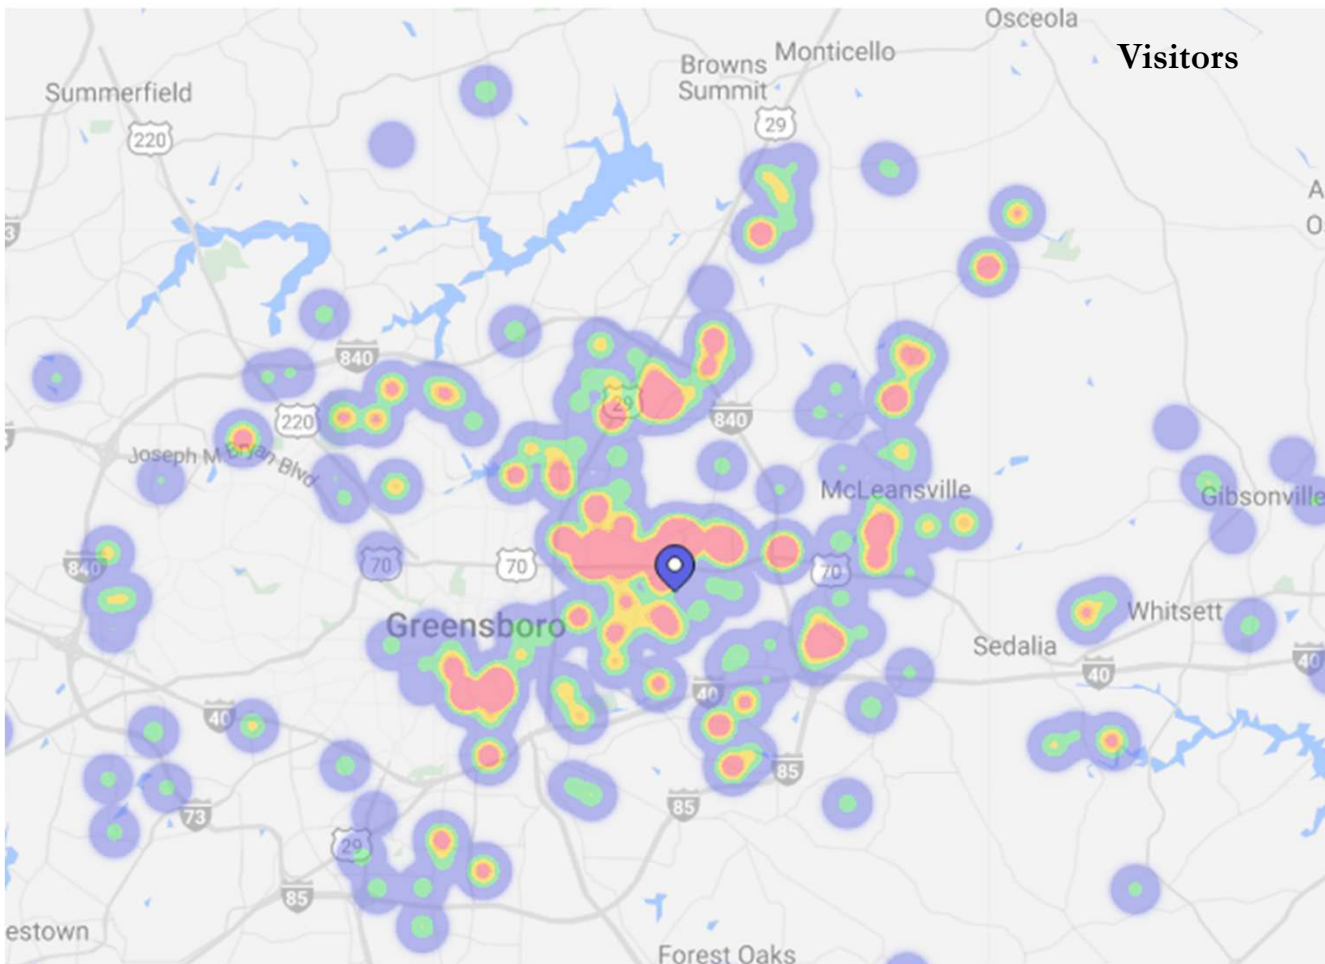 Osceola
Visitors
Monticello
Browns
Summit
Summerfield
29
220
A
3
O
840
29
220
840
Joseph M Bryan Blvd
McLeansville
Gibsonville
840
70
70
70
Greensboro
Whitsett
Sedalia
40
40
40
40
85
85
73
29
85
estown
Forest Oaks